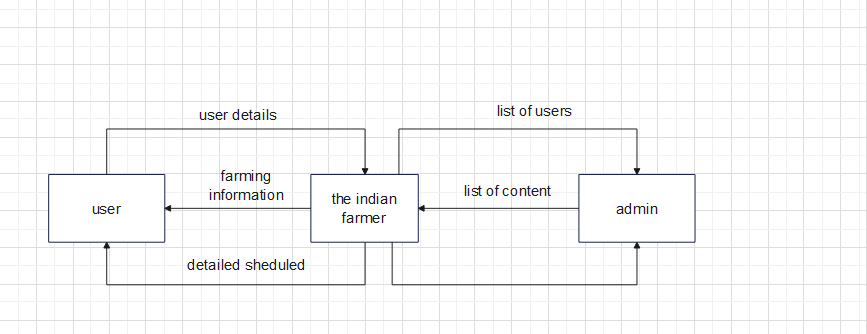 user details
list of users
farming
information
list of content
user
the indian
farmer
admin
detailed sheduled